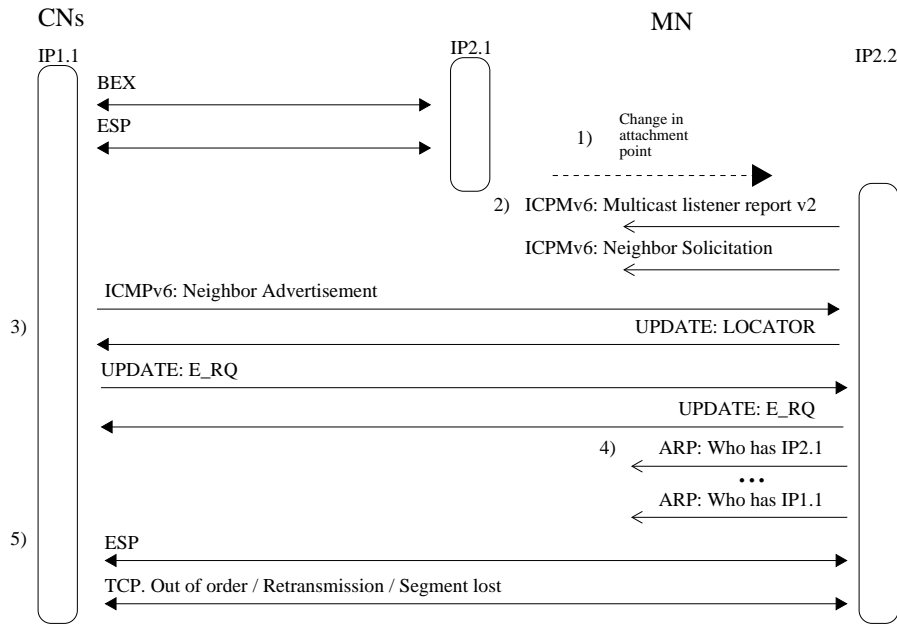 CNs
MN
IP1.1
IP2.1
IP2.2
BEX
ESP
1)
Change in
attachment
point
2)
ICPMv6: Multicast listener report v2
ICPMv6: Neighbor Solicitation
ICMPv6: Neighbor Advertisement
3)
UPDATE: LOCATOR
UPDATE: E_RQ
UPDATE: E_RQ
4)
ARP: Who has IP2.1
...
ARP: Who has IP1.1
5)
ESP
TCP. Out of order / Retransmission / Segment lost